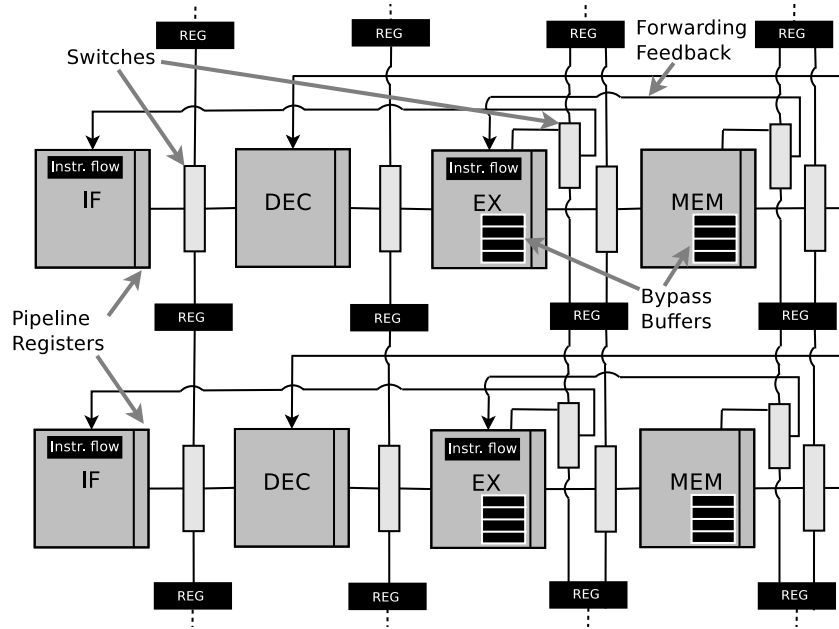 REG
REG
REG
REG
Switches
Forwarding
Feedback
Instr. flow
IF
DEC
Instr. flow
EX
MEM
Pipeline
Registers
REG
REG
REG
REG
Bypass
Buffers
Instr. flow
IF
DEC
Instr. flow
EX
MEM
REG
REG
REG
REG